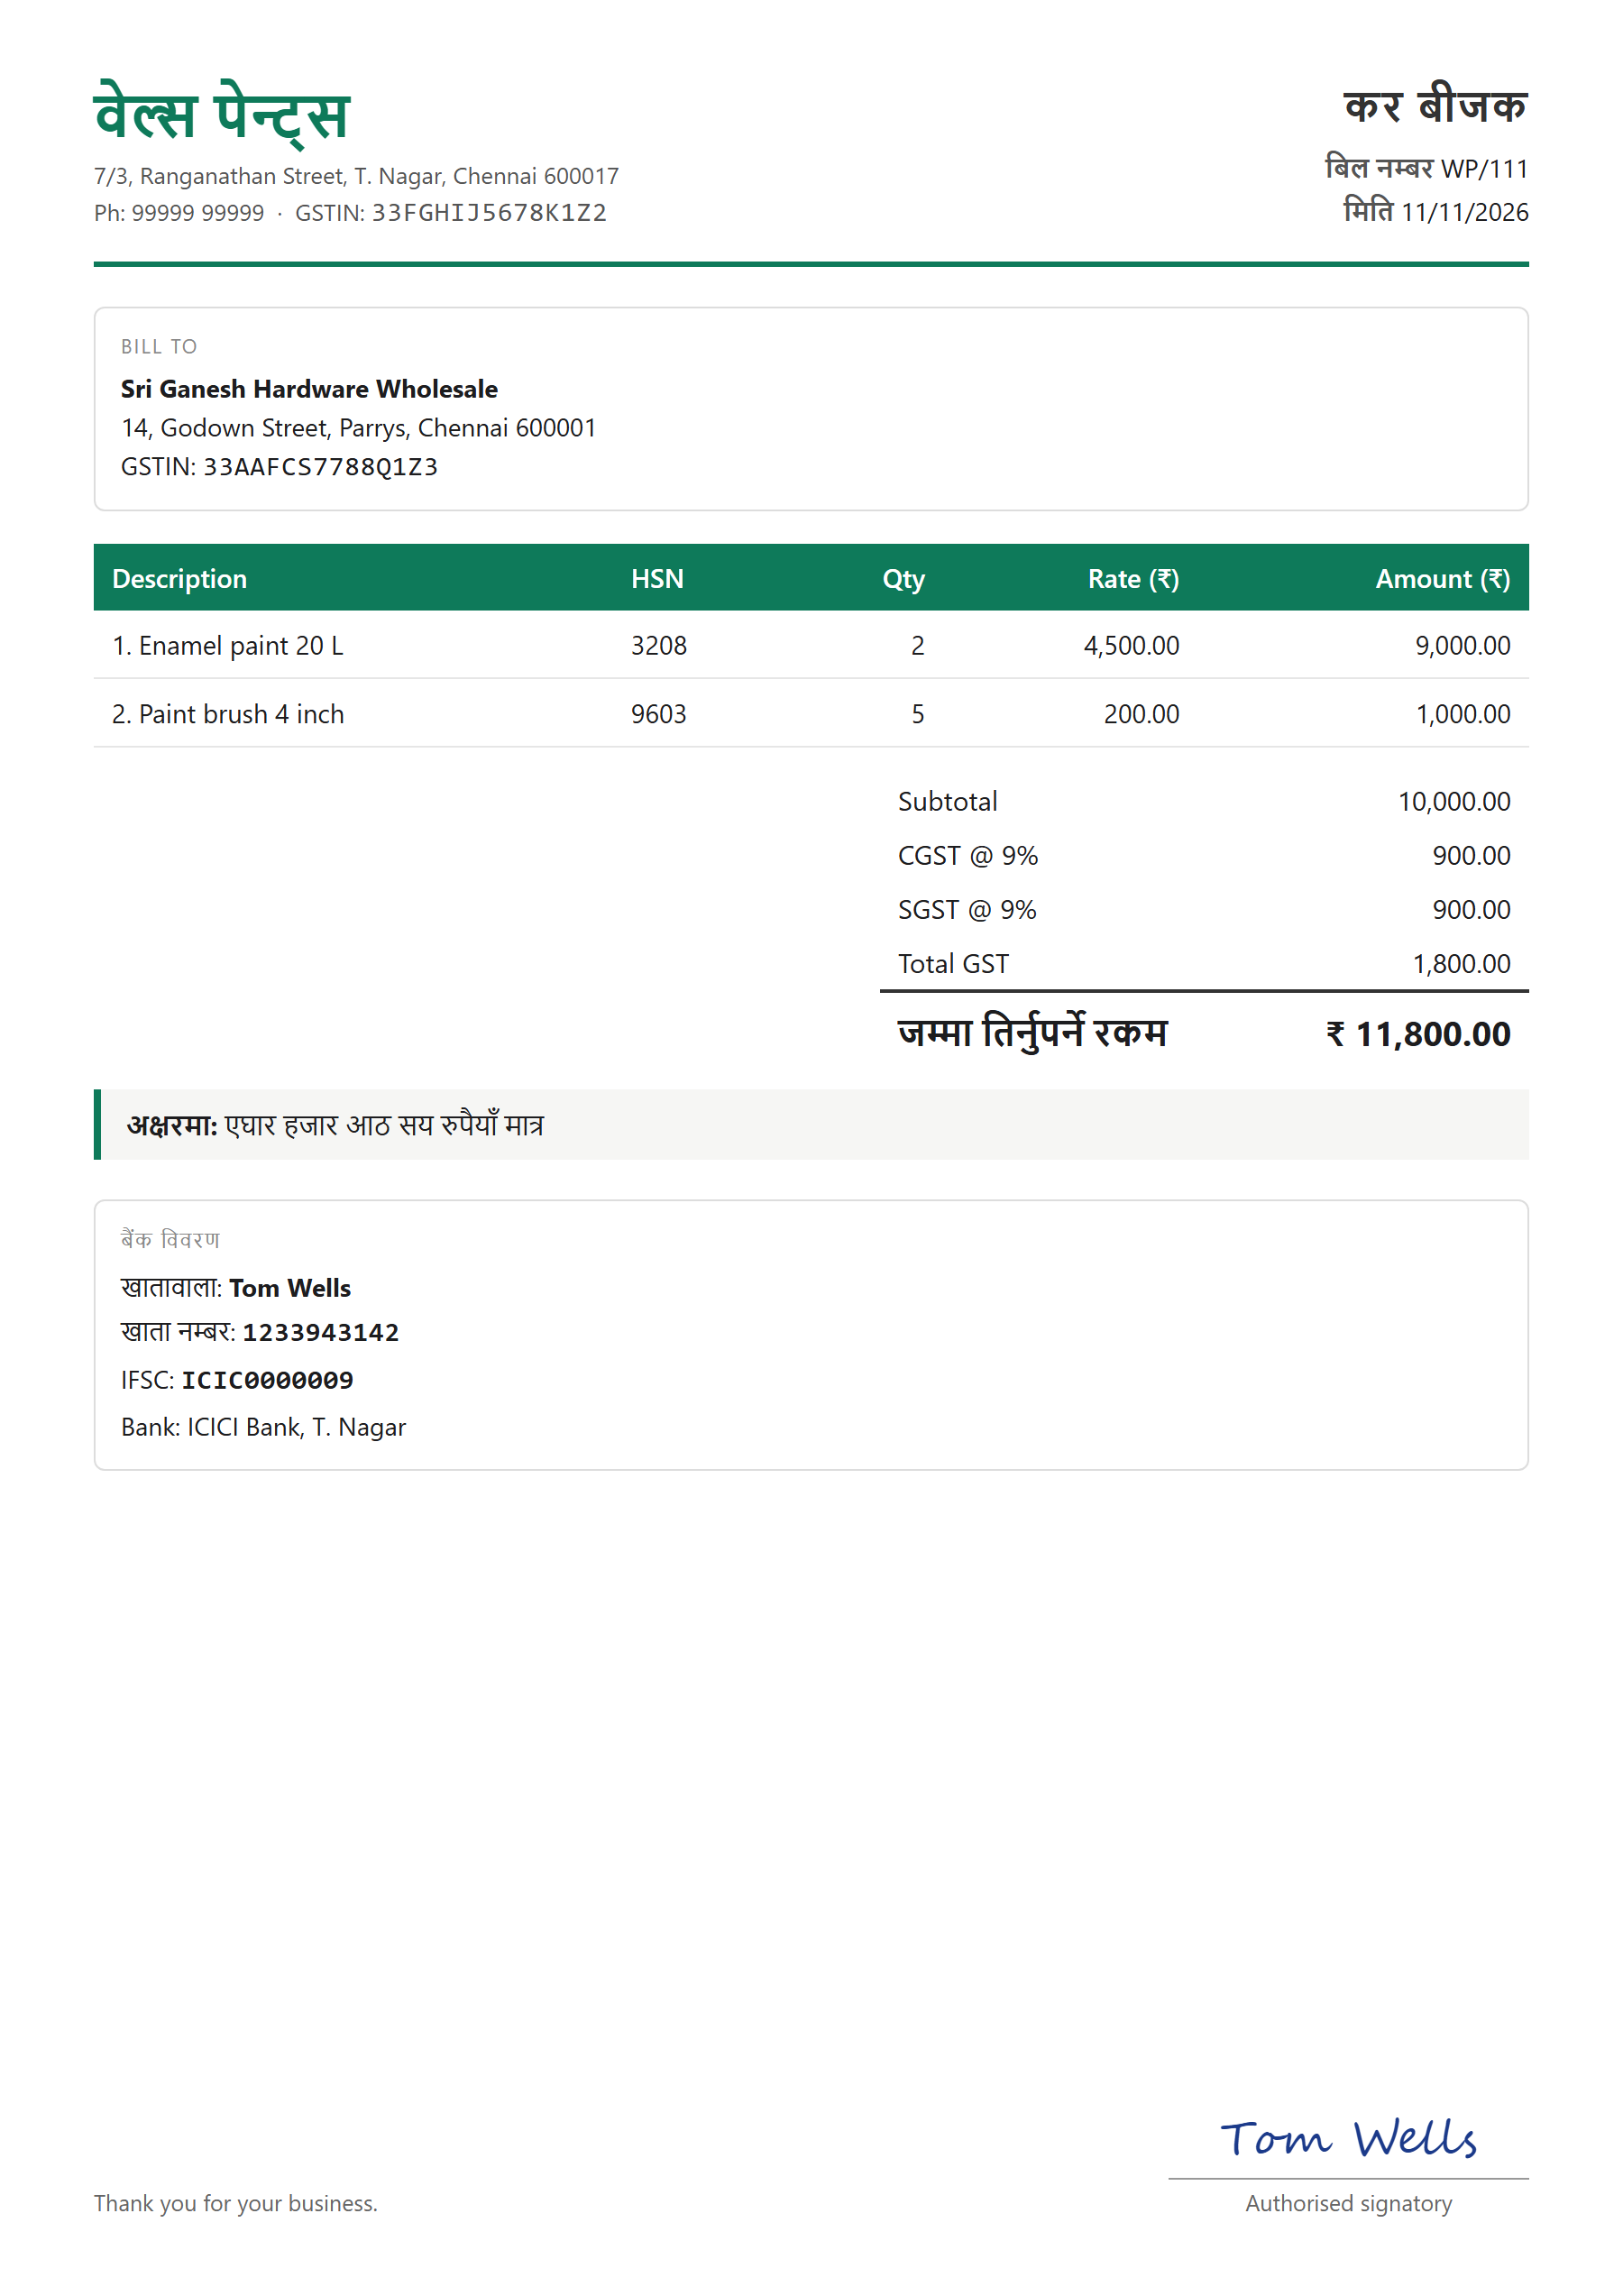 वेल्स पेन्ट्स
7/3, Ranganathan Street, T. Nagar, Chennai 600017
Ph: 99999 99999 · GSTIN: 33FGHIJ5678K1Z2
कर बीजक
बिल नम्बर WP/111
मिति 11/11/2026
BILL TO
Sri Ganesh Hardware Wholesale
14, Godown Street, Parrys, Chennai 600001
GSTIN: 33AAFCS7788Q1Z3
Description HSN Qty Rate (₹) Amount (₹)
1. Enamel paint 20 L 3208 2 4,500.00 9,000.00
2. Paint brush 4 inch 9603 5 200.00 1,000.00
Subtotal 10,000.00
CGST @ 9% 900.00
SGST @ 9% 900.00
Total GST 1,800.00
जम्मा तिर्नुपर्ने रकम ₹ 11,800.00
अक्षरमा: एघार हजार आठ सय रुपैयाँ मात्र
बैंक विवरण
खातावाला: Tom Wells
खाता नम्बर: 1233943142
IFSC: ICIC0000009
Bank: ICICI Bank, T. Nagar
Tom Wells
Thank you for your business.
Authorised signatory